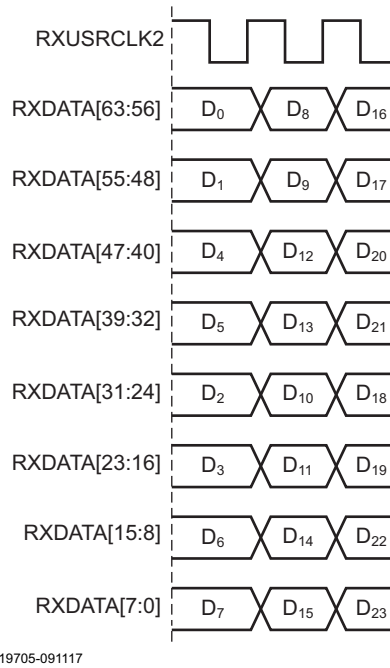 RXUSRCLK2
RXDATA[63:56] D₀ D₈ D₁₆
RXDATA[55:48] D₁ D₉ D₁₇
RXDATA[47:40] D₄ D₁₂ D₂₀
RXDATA[39:32] D₅ D₁₃ D₂₁
RXDATA[31:24] D₂ D₁₀ D₁₈
RXDATA[23:16] D₃ D₁₁ D₁₉
RXDATA[15:8] D₆ D₁₄ D₂₂
RXDATA[7:0] D₇ D₁₅ D₂₃
19705-091117